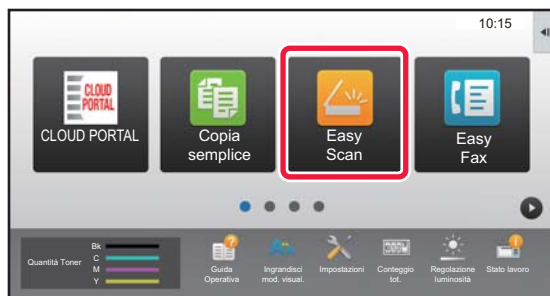 10:15
CLOUD
PORTAL
CLOUD PORTAL
Copia
semplice
Easy
Scan
Easy
Fax
Quantità Toner
Bk
C
M
Y
Guida
Operativa
Ingrandisci
mod. visual.
Impostazioni
Conteggio
tot.
Regolazione
luminosità
Stato lavoro